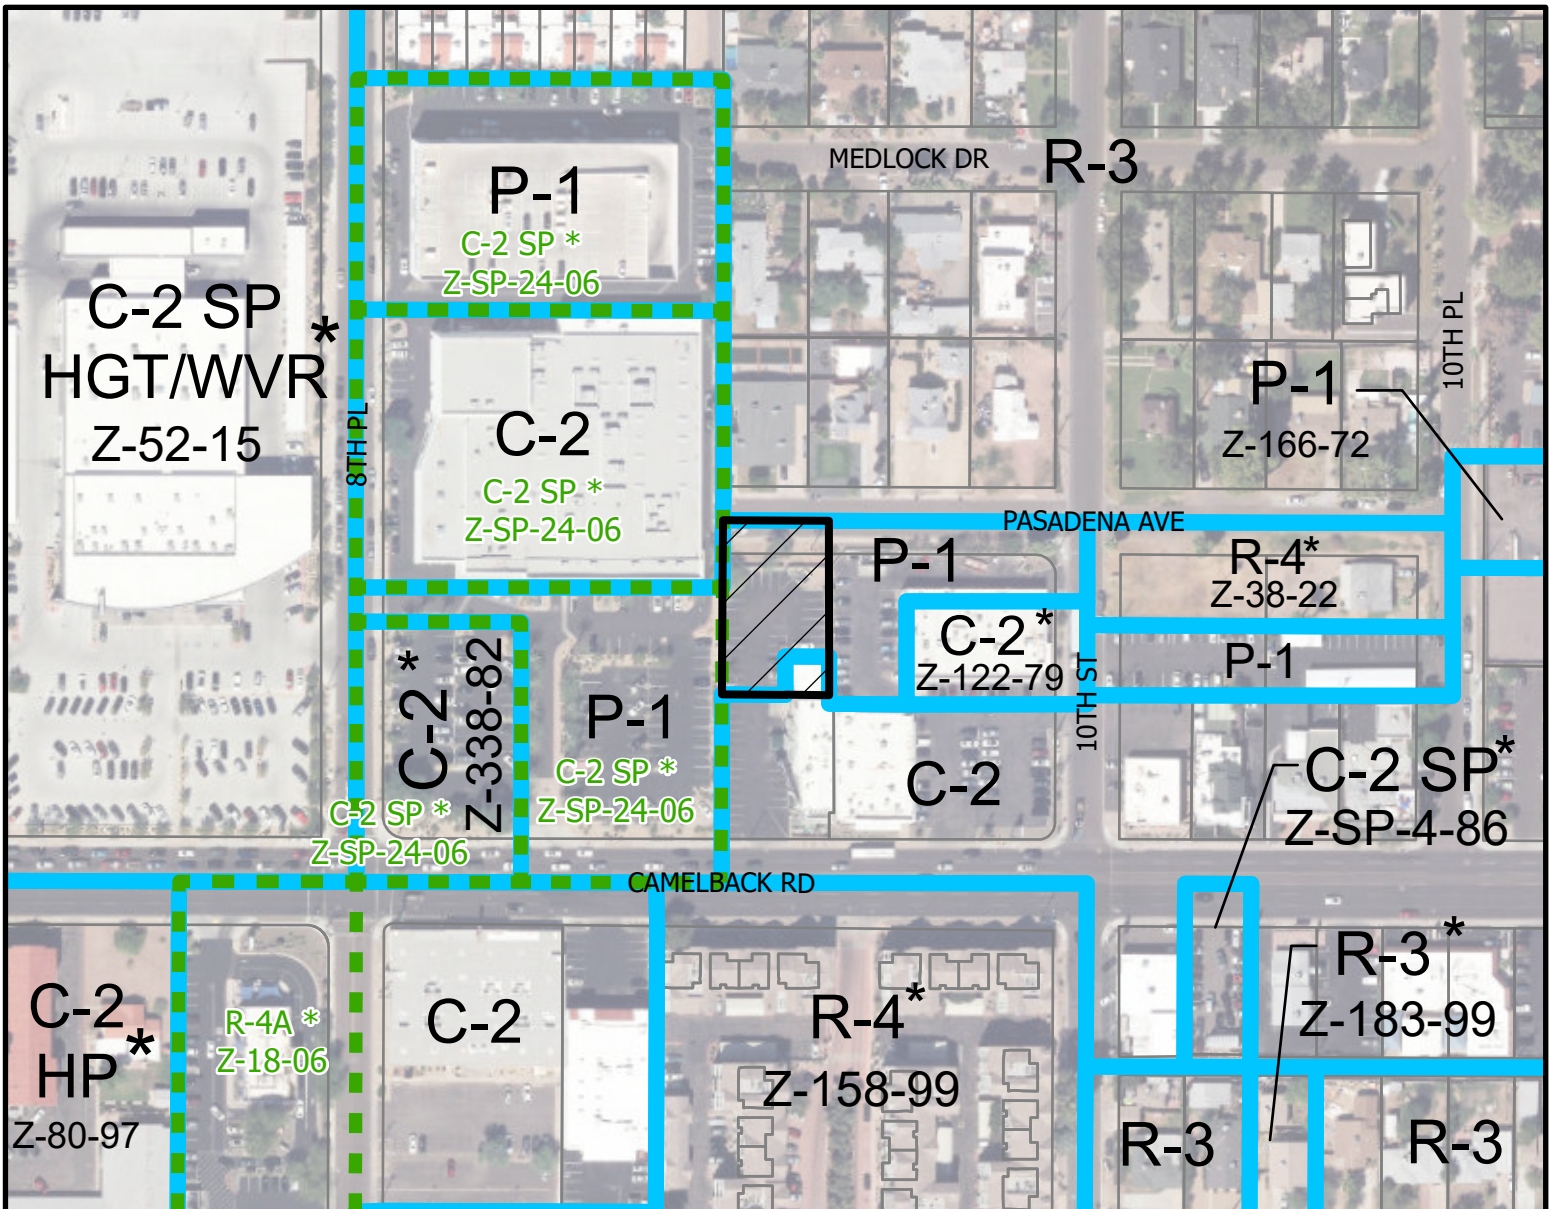 MEDLOCK DR
R-3
P-1
C-2 SP *
Z-SP-24-06
C-2 SP
HGT/WVR*
Z-52-15
8TH PL
C-2
C-2 SP *
Z-SP-24-06
10TH PL
P-1
Z-166-72
PASADENA AVE
P-1
R-4*
Z-38-22
C-2*
Z-122-79
10TH ST
P-1
C-2 *
Z-338-82
C-2 SP *
Z-SP-24-06
P-1
C-2 SP *
Z-SP-24-06
C-2
C-2 SP*
Z-SP-4-86
CAMELBACK RD
C-2
HP*
Z-80-97
R-4A *
Z-18-06
C-2
R-4*
Z-158-99
R-3 *
Z-183-99
R-3
R-3